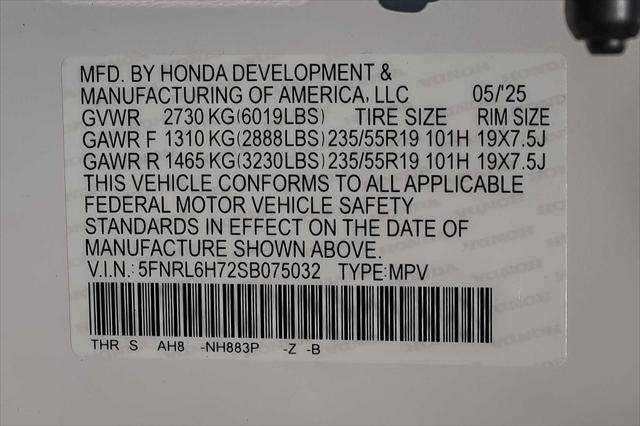 MFD. BY HONDA DEVELOPMENT &
MANUFACTURING OF AMERICA, LLC 05/'25
GVWR 2730 KG(6019LBS) TIRE SIZE RIM SIZE
GAWR F 1310 KG(2888LBS) 235/55R19 101H 19X7.5J
GAWR R 1465 KG(3230LBS) 235/55R19 101H 19X7.5J
THIS VEHICLE CONFORMS TO ALL APPLICABLE
FEDERAL MOTOR VEHICLE SAFETY
STANDARDS IN EFFECT ON THE DATE OF
MANUFACTURE SHOWN ABOVE.
V.I.N.: 5FNRL6H72SB075032 TYPE:MPV
THR S AH8 -NH883P -Z -B